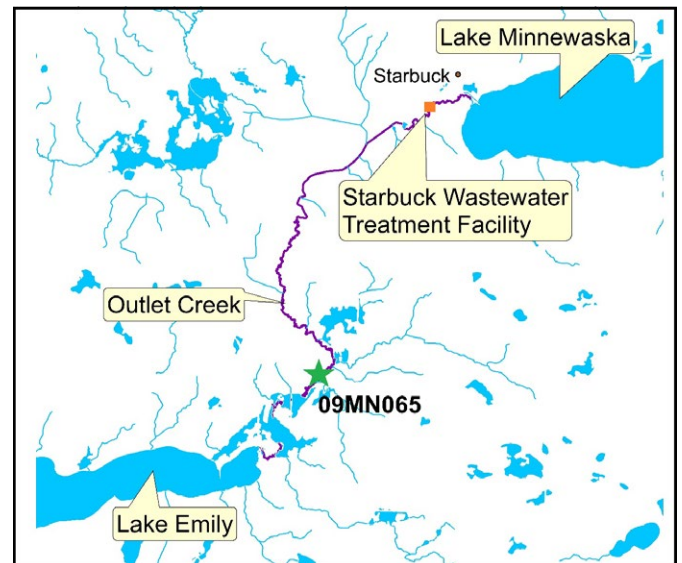 Lake Minnewaska
Starbuck
Starbuck Wastewater
Treatment Facility
Outlet Creek
09MN065
Lake Emily